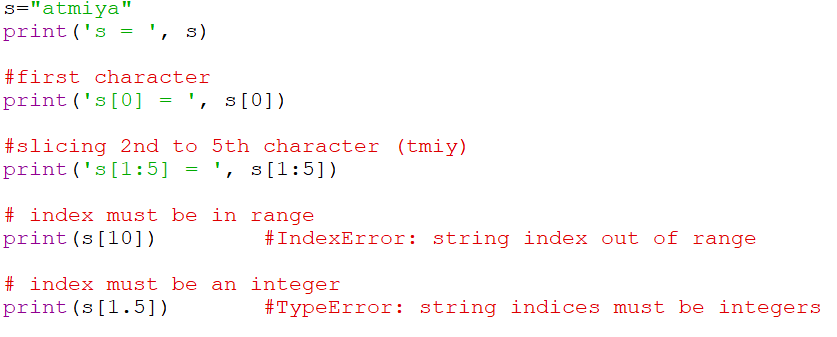 s="atmiya"
print('s = ', s)
#first character
print('s[0] = ', s[0])
#slicing 2nd to 5th character (tmiy)
print('s[1:5] = ', s[1:5])
# index must be in range
print(s[10])        #IndexError: string index out of range
# index must be an integer
print(s[1.5])       #TypeError: string indices must be integers